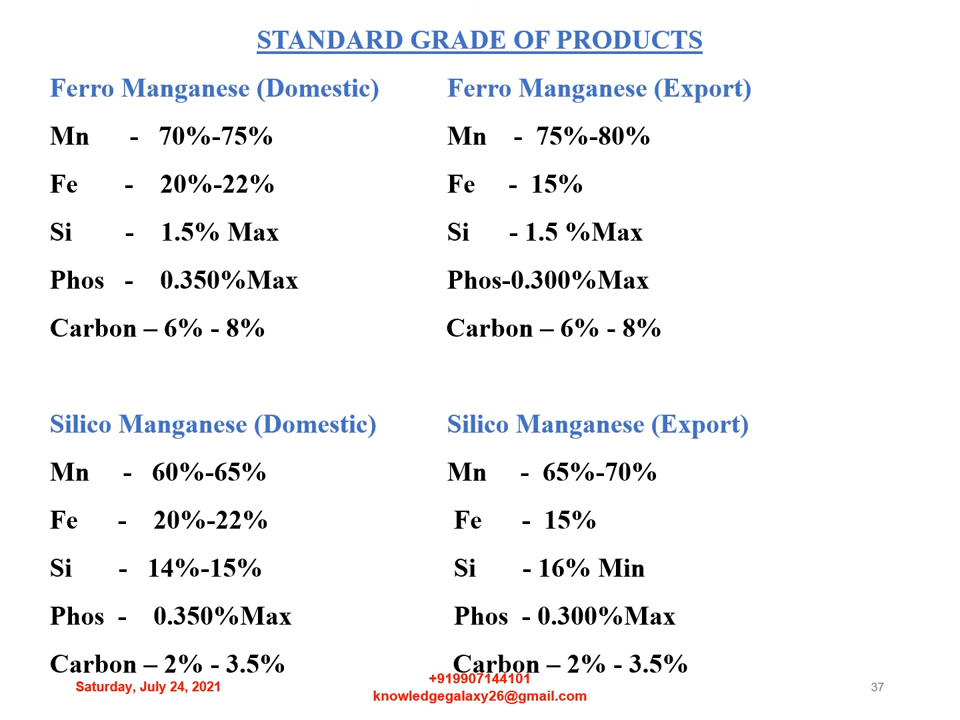 STANDARD GRADE OF PRODUCTS
Ferro Manganese (Domestic) Ferro Manganese (Export)
Mn - 70%-75% Mn - 75%-80%
Fe - 20%-22% Fe - 15%
Si - 1.5% Max Si - 1.5 %Max
Phos - 0.350%Max Phos-0.300%Max
Carbon – 6% - 8% Carbon – 6% - 8%
Silico Manganese (Domestic) Silico Manganese (Export)
Mn - 60%-65% Mn - 65%-70%
Fe - 20%-22% Fe - 15%
Si - 14%-15% Si - 16% Min
Phos - 0.350%Max Phos - 0.300%Max
Carbon – 2% - 3.5% Carbon – 2% - 3.5%
Saturday, July 24, 2021 +919907144101 37
knowledgegalaxy26@gmail.com